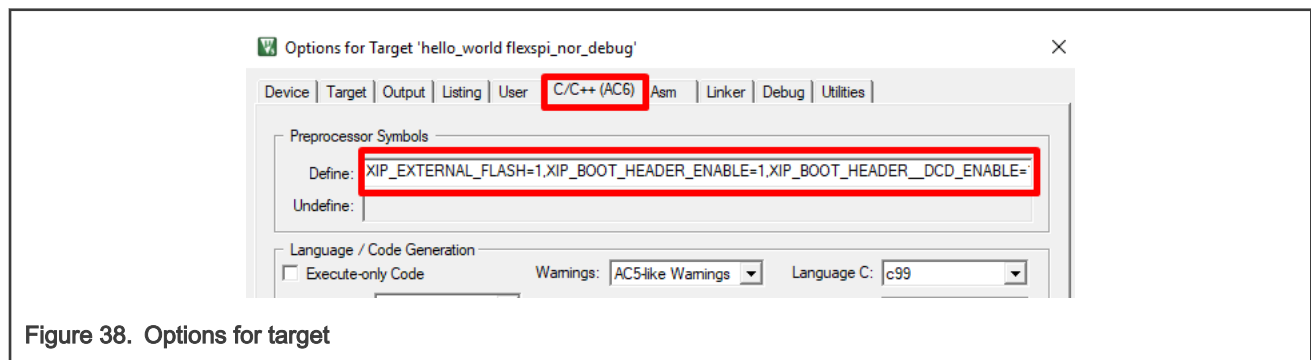 Options for Target 'hello_world flexspi_nor_debug'
Device Target Output Listing User C/C++ (AC6) Asm Linker Debug Utilities
Preprocessor Symbols
Define: XIP_EXTERNAL_FLASH=1,XIP_BOOT_HEADER_ENABLE=1,XIP_BOOT_HEADER__DCD_ENABLE=
Undefine:
Language / Code Generation
Execute-only Code Warnings: AC5-like Warnings Language C: c99
Figure 38. Options for target